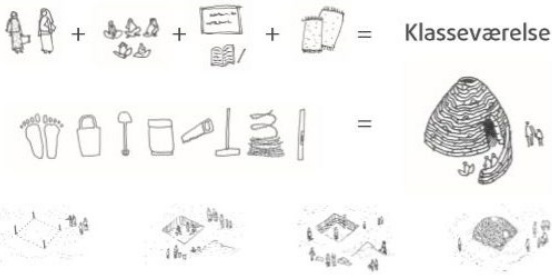 + + + = Klasseværelse
=